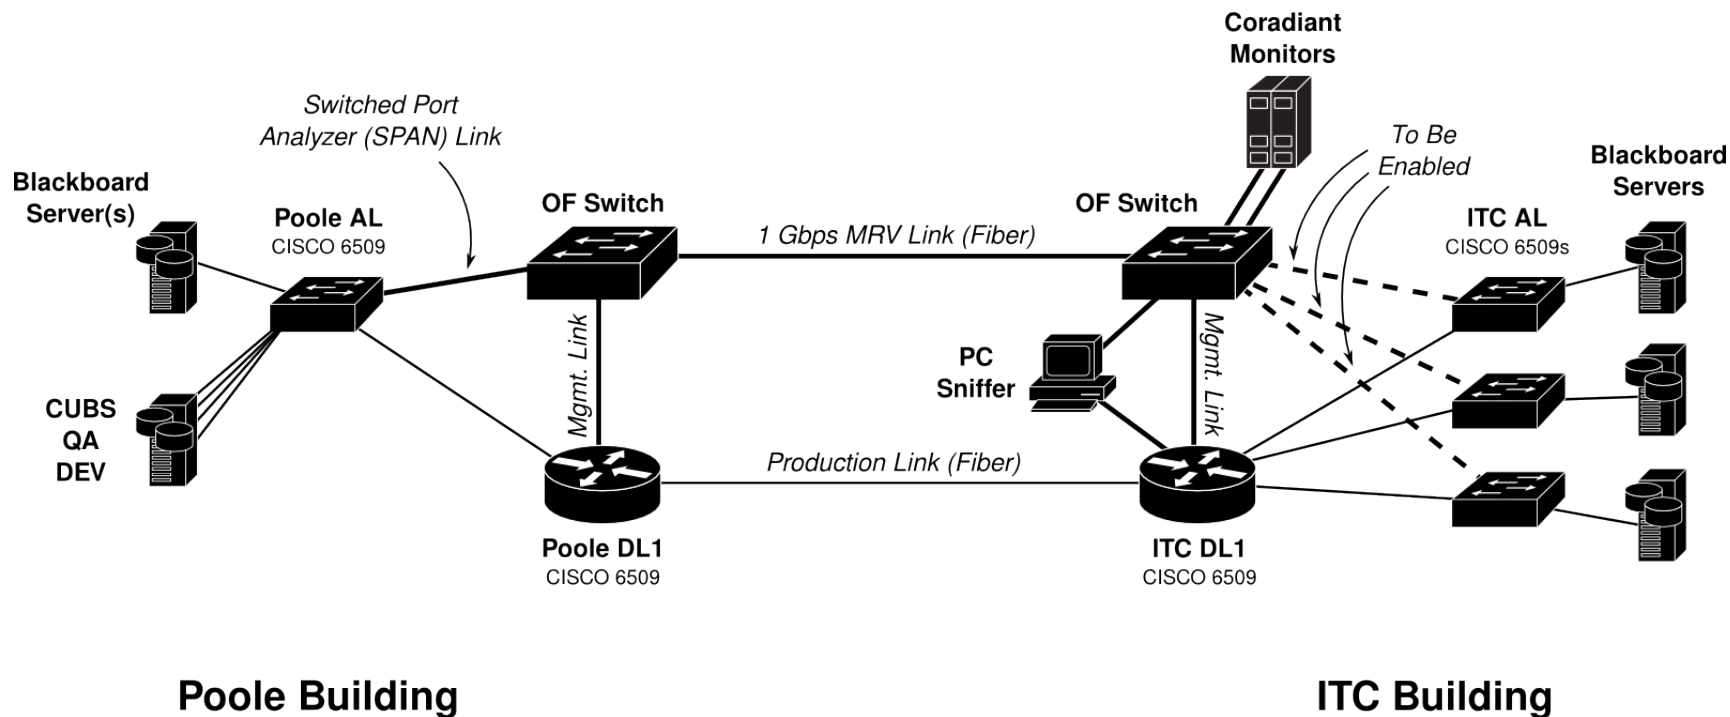 Coradiant
Monitors
Switched Port
Analyzer (SPAN) Link
To Be
Enabled
Blackboard
Server(s)
Blackboard
Servers
Poole AL
CISCO 6509
OF Switch
1 Gbps MRV Link (Fiber)
OF Switch
ITC AL
CISCO 6509s
Mgmt. Link
PC
Sniffer
Mgmt. Link
CUBS
QA
DEV
Production Link (Fiber)
Poole DL1
CISCO 6509
ITC DL1
CISCO 6509
Poole Building
ITC Building